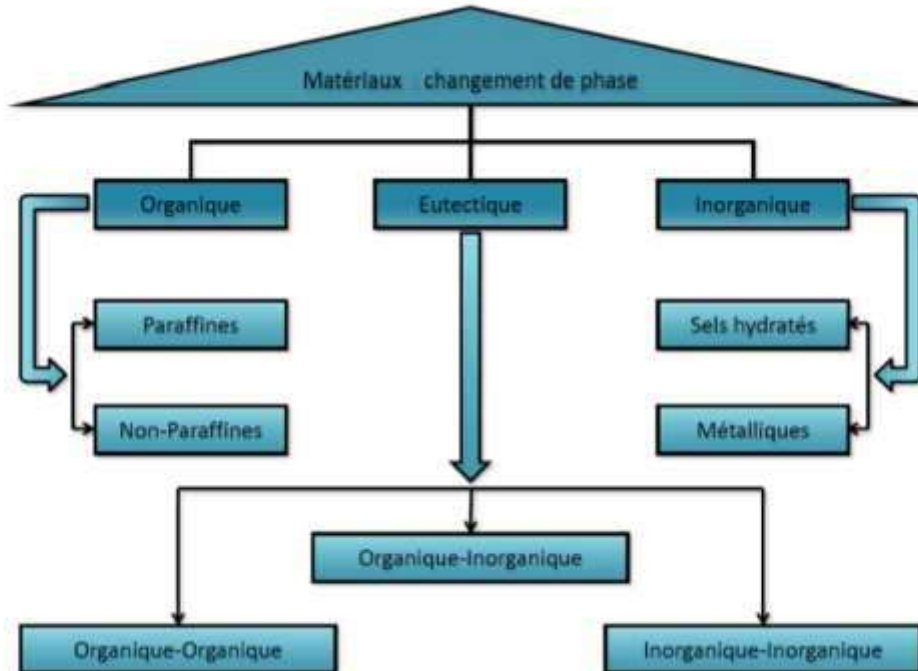 Matériaux changement de phase
Organique
Eutectique
Inorganique
Paraffines
Sels hydratés
Non-Paraffines
Métalliques
Organique-Inorganique
Organique-Organique
Inorganique-Inorganique